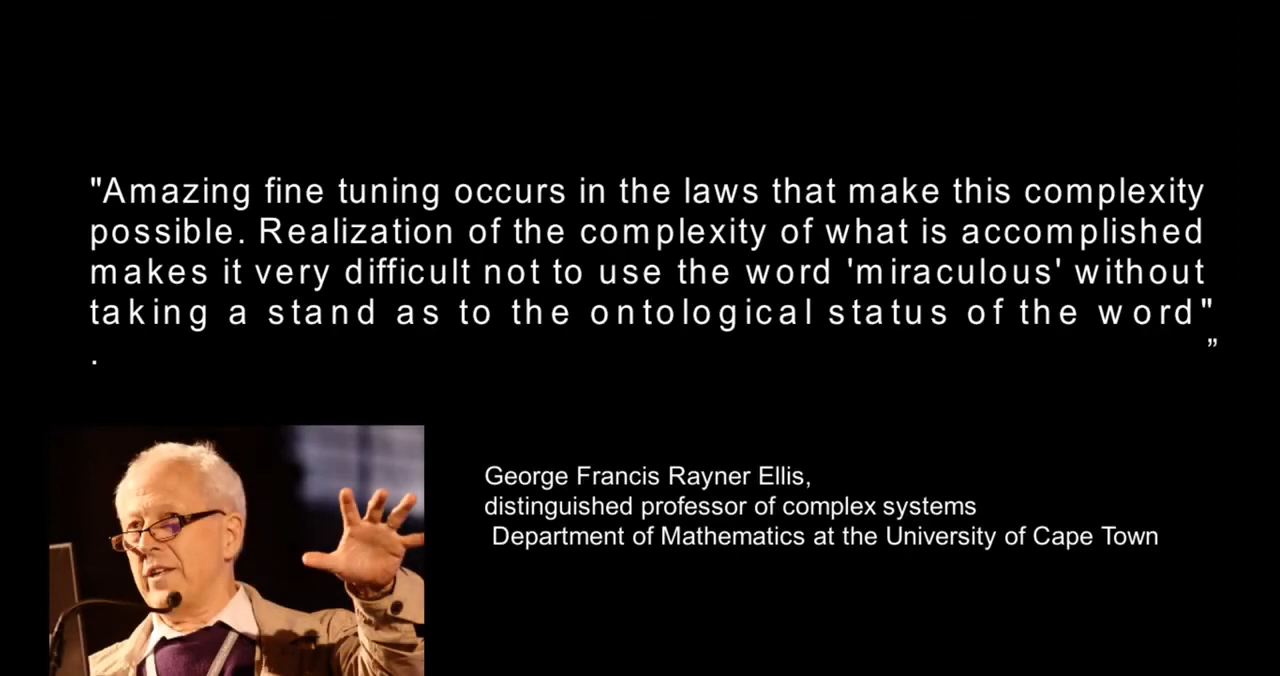 "Amazing fine tuning occurs in the laws that make this complexity
possible. Realization of the complexity of what is accomplished
makes it very difficult not to use the word 'miraculous' without
taking a stand as to the ontological status of the word"
”
.
George Francis Rayner Ellis,
distinguished professor of complex systems
Department of Mathematics at the University of Cape Town